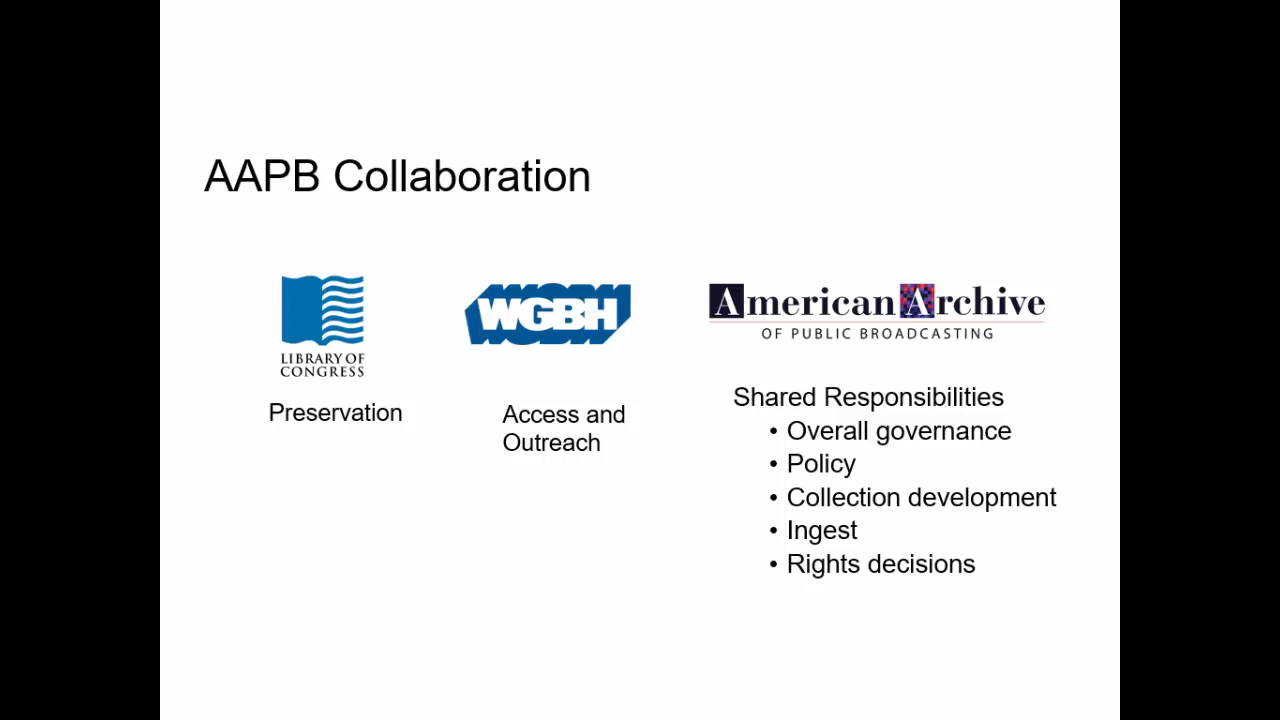 AAPB Collaboration
LIBRARY OF
CONGRESS
Preservation
WGBH
Access and
Outreach
American Archive
OF PUBLIC BROADCASTING
Shared Responsibilities
• Overall governance
• Policy
• Collection development
• Ingest
• Rights decisions